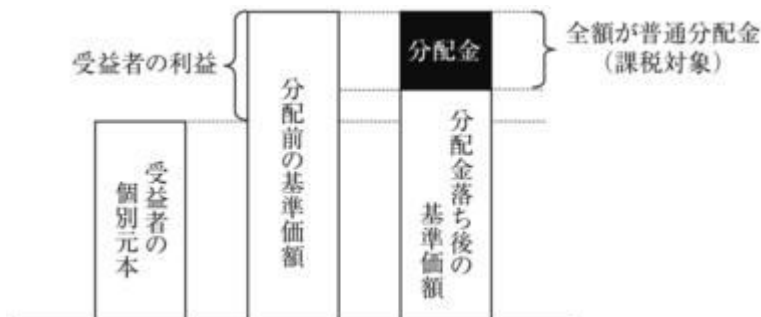 受益者の利益
分配金
全額が普通分配金
（課税対象）
受益者の
個別元本
分配前の基準価額
分配金落ち後の
基準価額